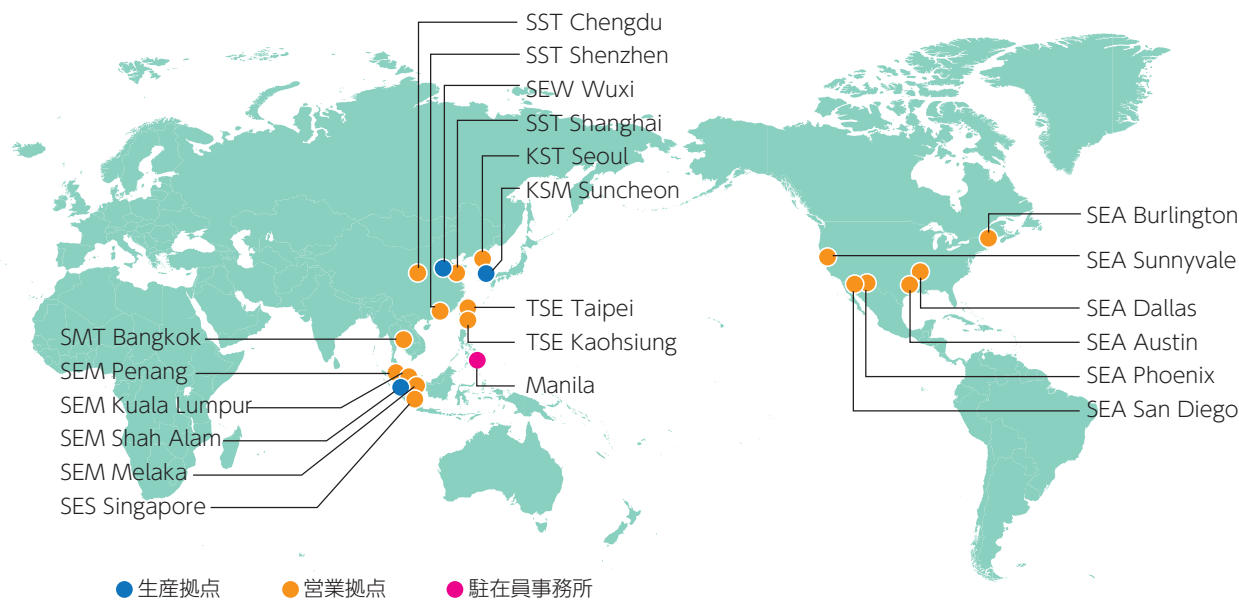 SST Chengdu
SST Shenzhen
SEW Wuxi
SST Shanghai
KST Seoul
KSM Suncheon
TSE Taipei
TSE Kaohsiung
Manila
SMT Bangkok
SEM Penang
SEM Kuala Lumpur
SEM Shah Alam
SEM Melaka
SES Singapore
SEA Burlington
SEA Sunnyvale
SEA Dallas
SEA Austin
SEA Phoenix
SEA San Diego
生産拠点 営業拠点 駐在員事務所